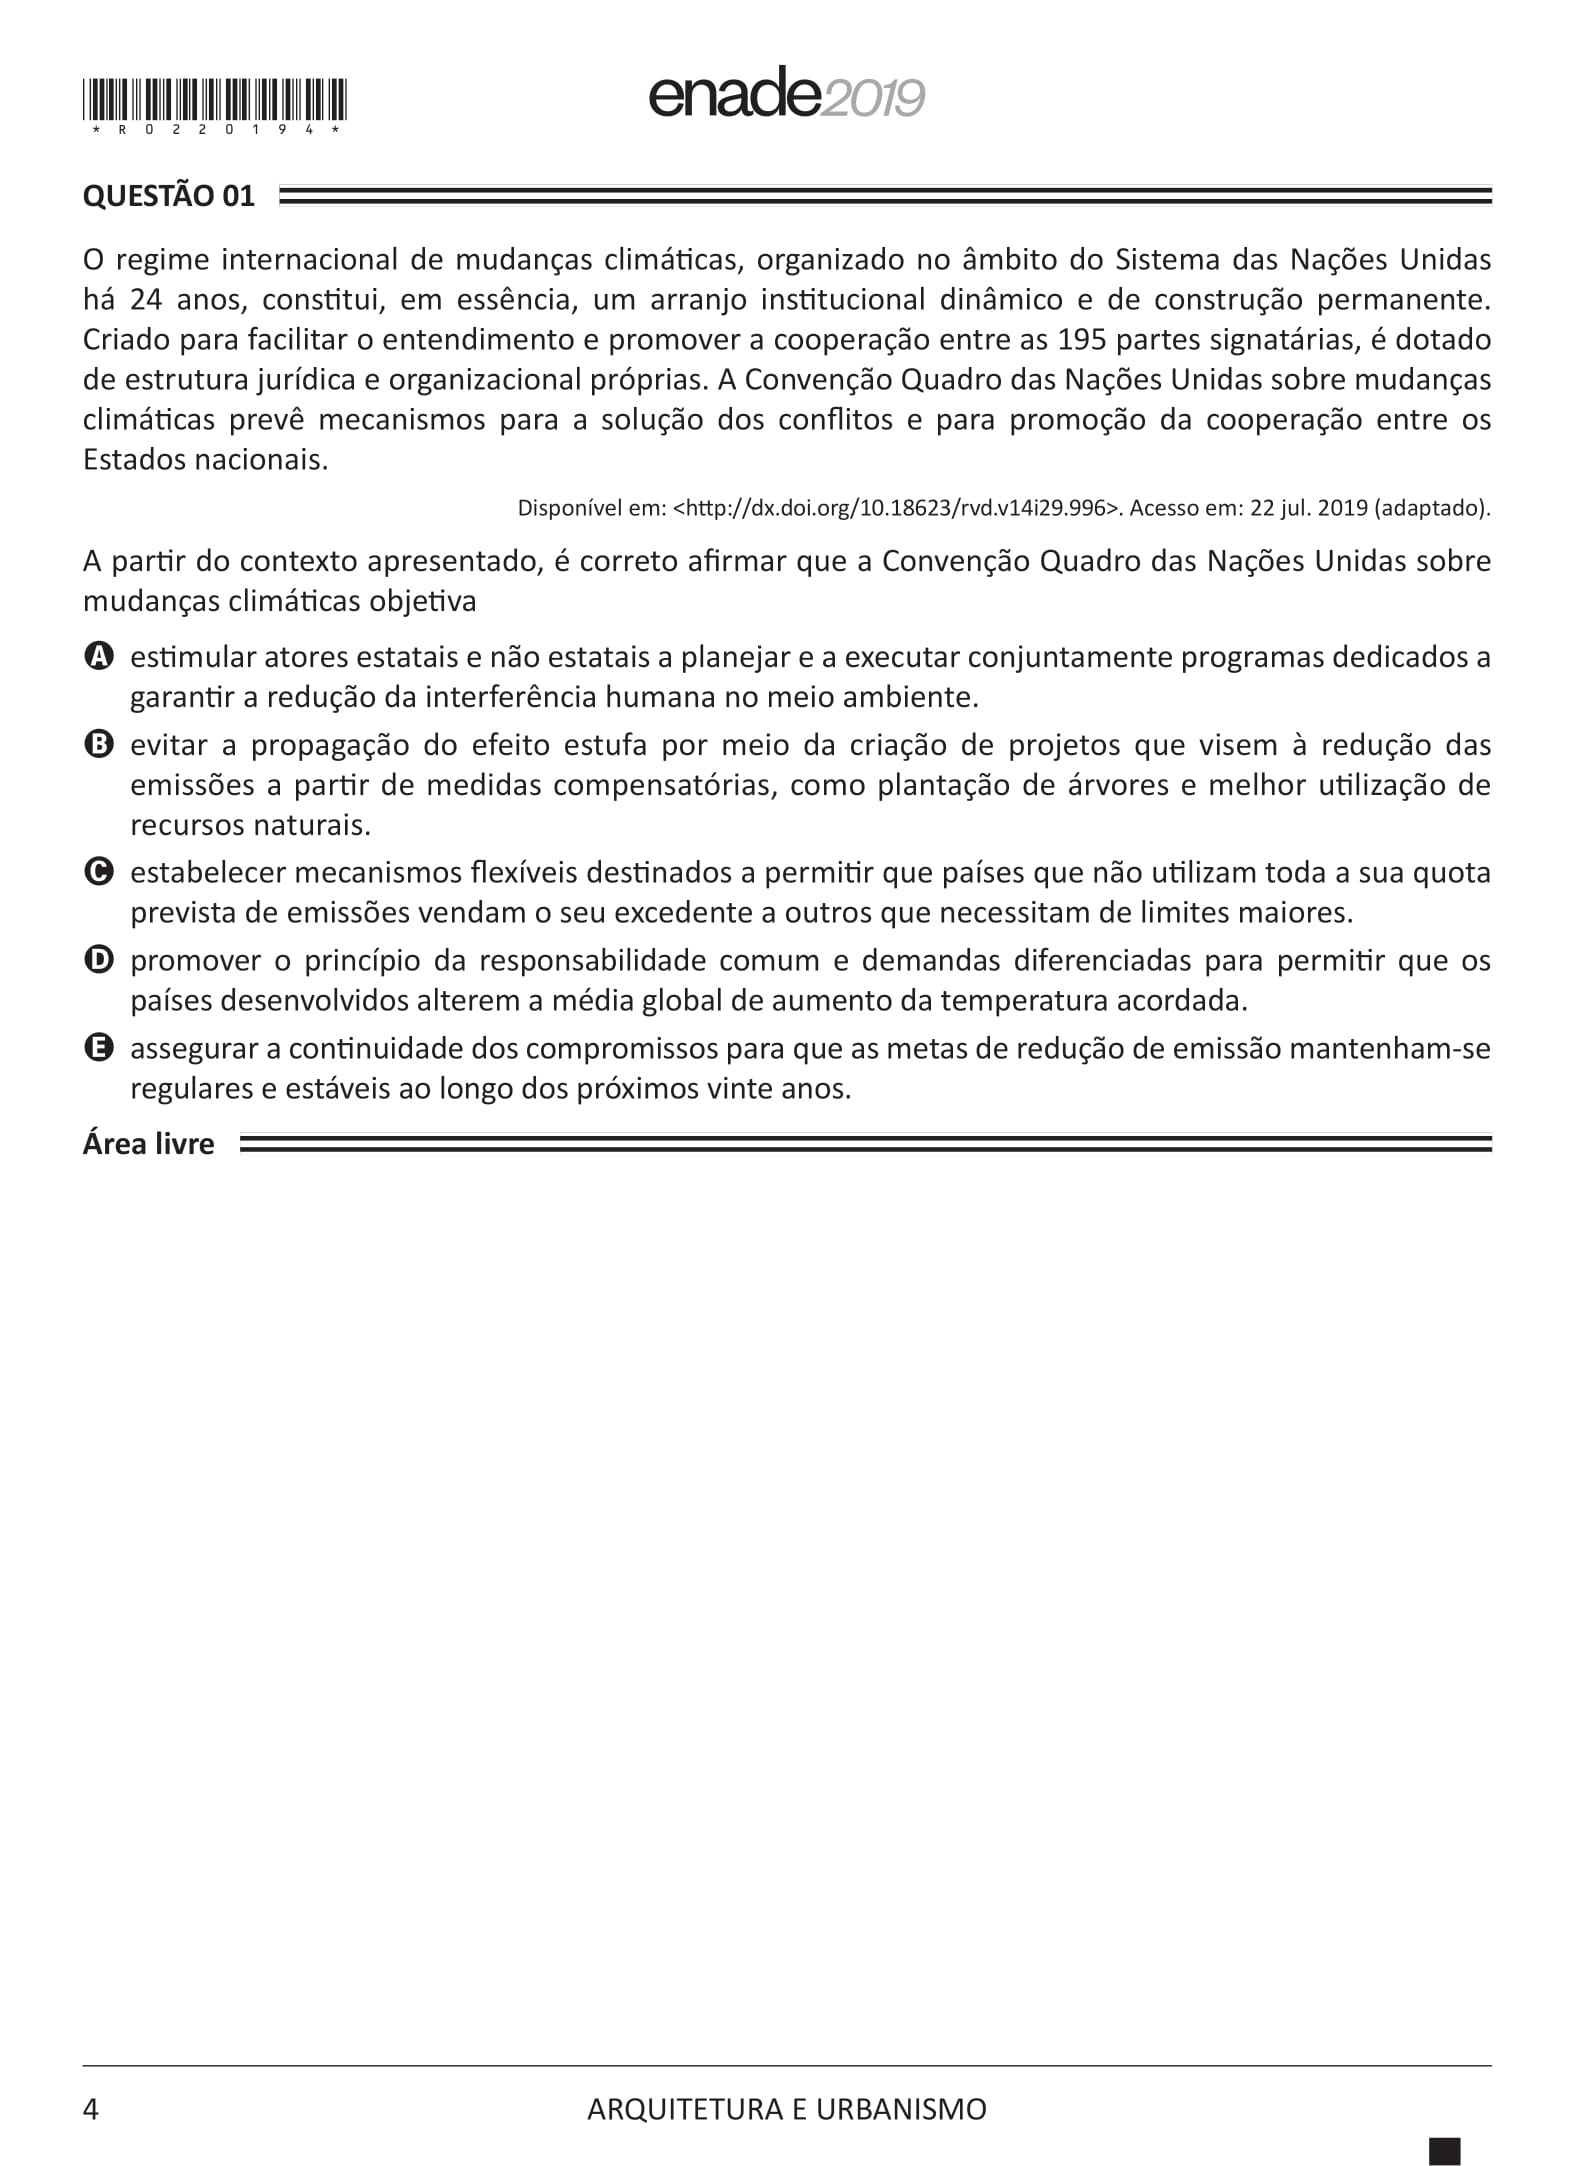 enade2019
*R0220194*
QUESTÃO 01
O regime internacional de mudanças climáticas, organizado no âmbito do Sistema das Nações Unidas
há 24 anos, constitui, em essência, um arranjo institucional dinâmico e de construção permanente.
Criado para facilitar o entendimento e promover a cooperação entre as 195 partes signatárias, é dotado
de estrutura jurídica e organizacional próprias. A Convenção Quadro das Nações Unidas sobre mudanças
climáticas prevê mecanismos para a solução dos conflitos e para promoção da cooperação entre os
Estados nacionais.
Disponível em: <http://dx.doi.org/10.18623/rvd.v14i29.996>. Acesso em: 22 jul. 2019 (adaptado).
A partir do contexto apresentado, é correto afirmar que a Convenção Quadro das Nações Unidas sobre
mudanças climáticas objetiva
A estimular atores estatais e não estatais a planejar e a executar conjuntamente programas dedicados a
garantir a redução da interferência humana no meio ambiente.
B evitar a propagação do efeito estufa por meio da criação de projetos que visem à redução das
emissões a partir de medidas compensatórias, como plantação de árvores e melhor utilização de
recursos naturais.
C estabelecer mecanismos flexíveis destinados a permitir que países que não utilizam toda a sua quota
prevista de emissões vendam o seu excedente a outros que necessitam de limites maiores.
D promover o princípio da responsabilidade comum e demandas diferenciadas para permitir que os
países desenvolvidos alterem a média global de aumento da temperatura acordada.
E assegurar a continuidade dos compromissos para que as metas de redução de emissão mantenham-se
regulares e estáveis ao longo dos próximos vinte anos.
Área livre
4
ARQUITETURA E URBANISMO